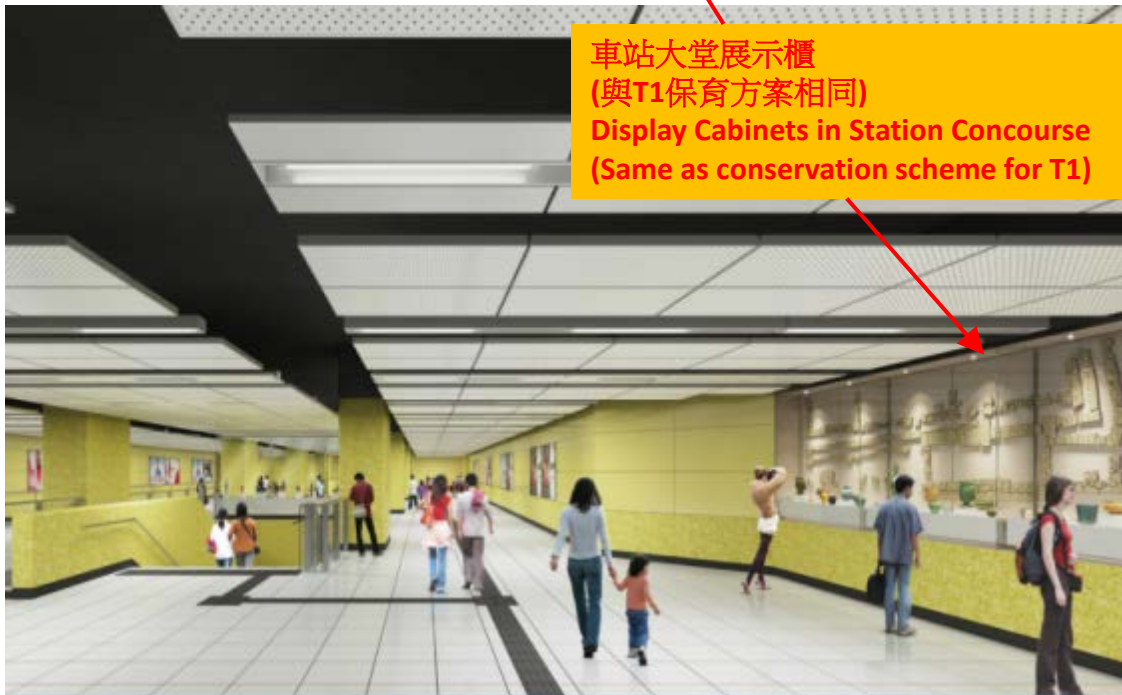 車站大堂展示櫃
(與T1保育方案相同)
Display Cabinets in Station Concourse
(Same as conservation scheme for T1)